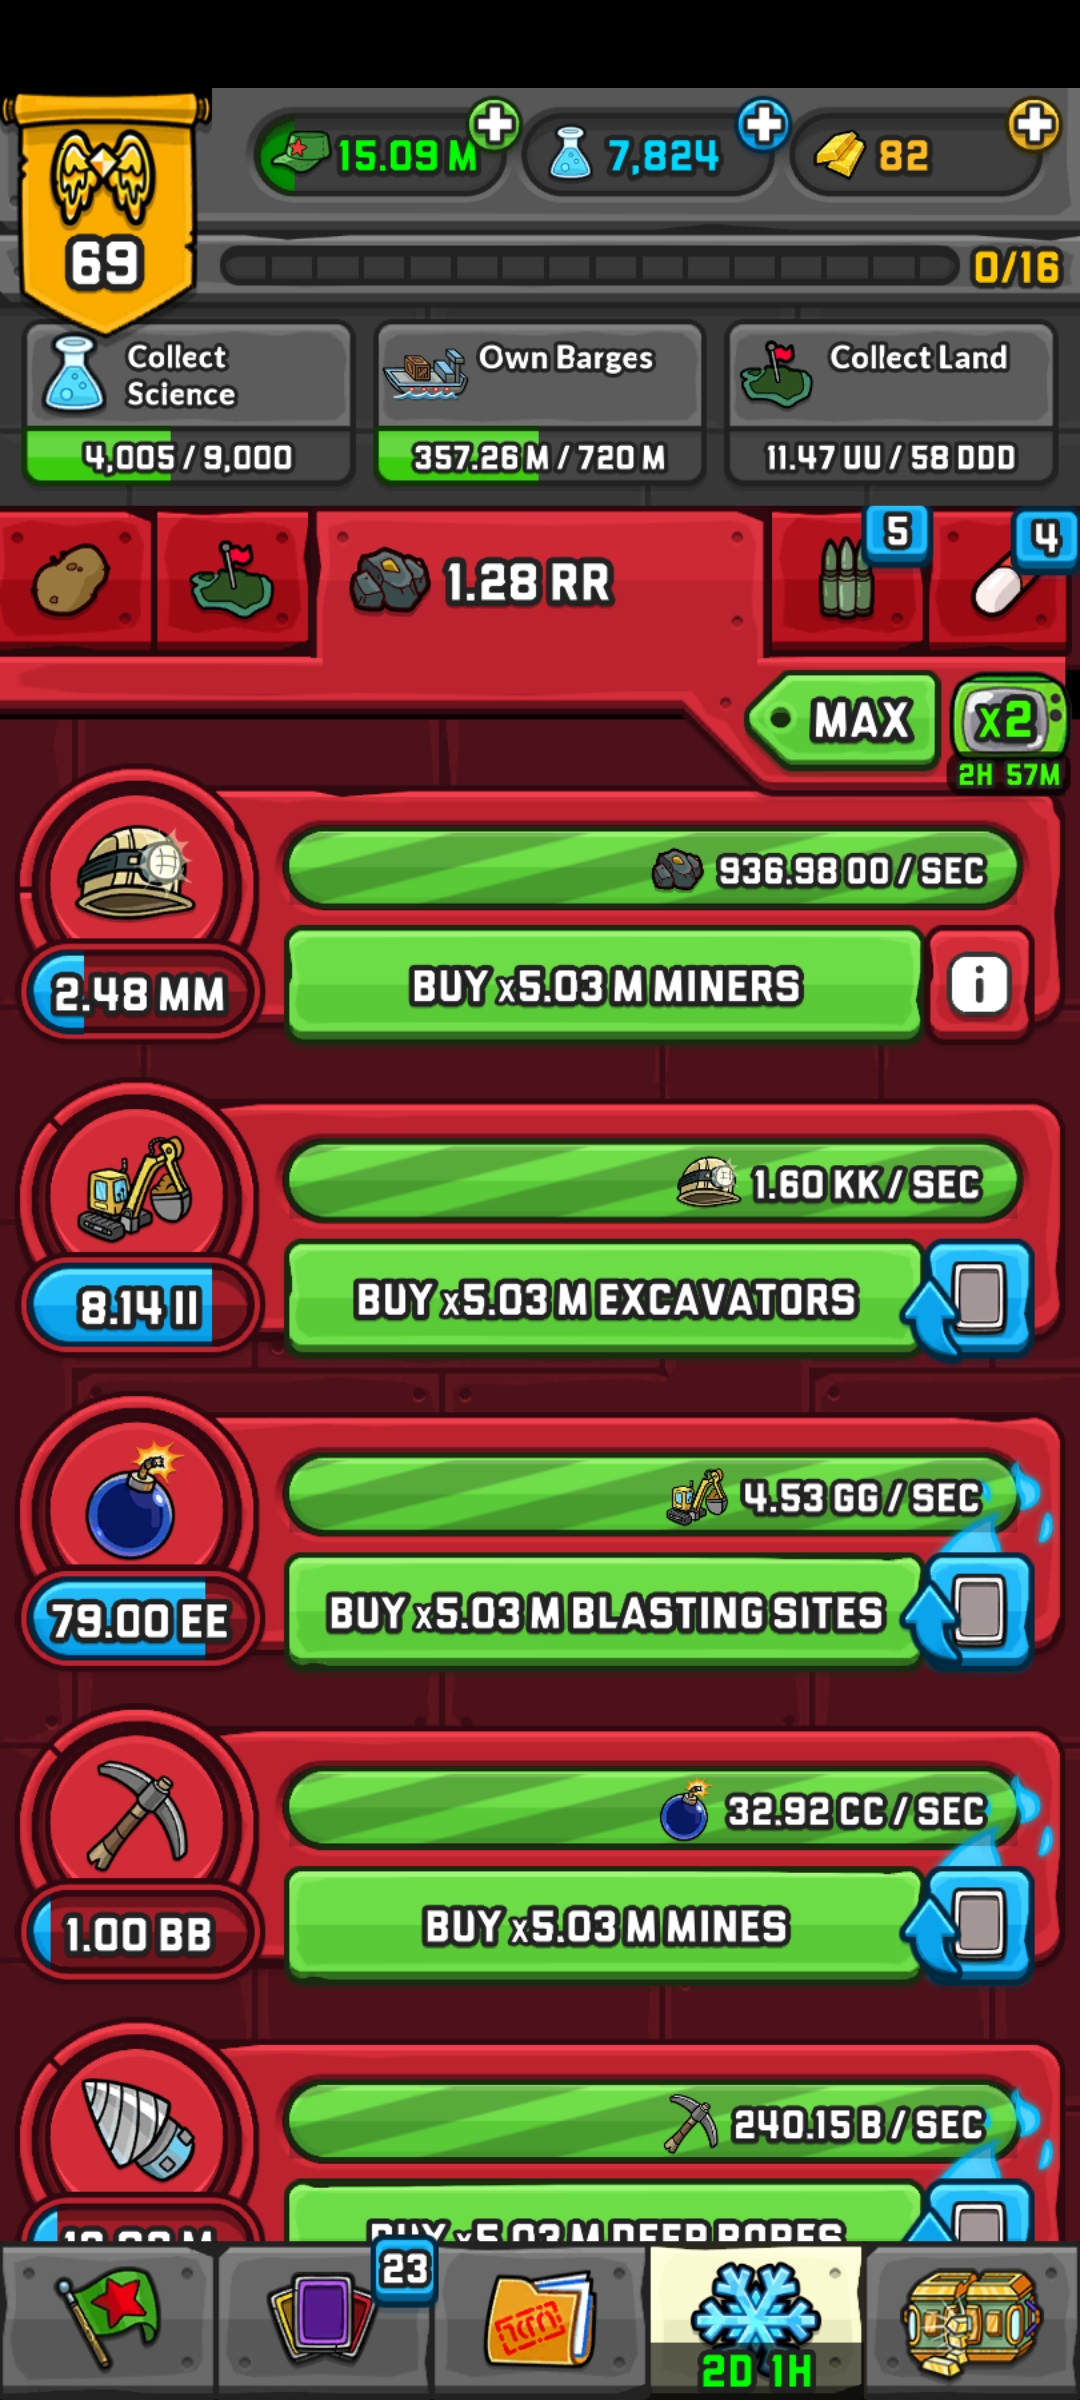 15.09 M
7,824
82
69
0/16
Collect
Science
4,005 / 9,000
Own Barges
357.26 M / 720 M
Collect Land
11.47 UU / 58 DDD
1.28 RR
5
4
MAX
x2
2H 57M
936.98 OO / SEC
2.48 MM
BUY x5.03 M MINERS
i
1.60 KK / SEC
8.14 II
BUY x5.03 M EXCAVATORS
4.53 GG / SEC
79.00 EE
BUY x5.03 M BLASTING SITES
32.92 CC / SEC
1.00 BB
BUY x5.03 M MINES
240.15 B / SEC
BUY x5.03 M DEEP BORES
23
2D 1H